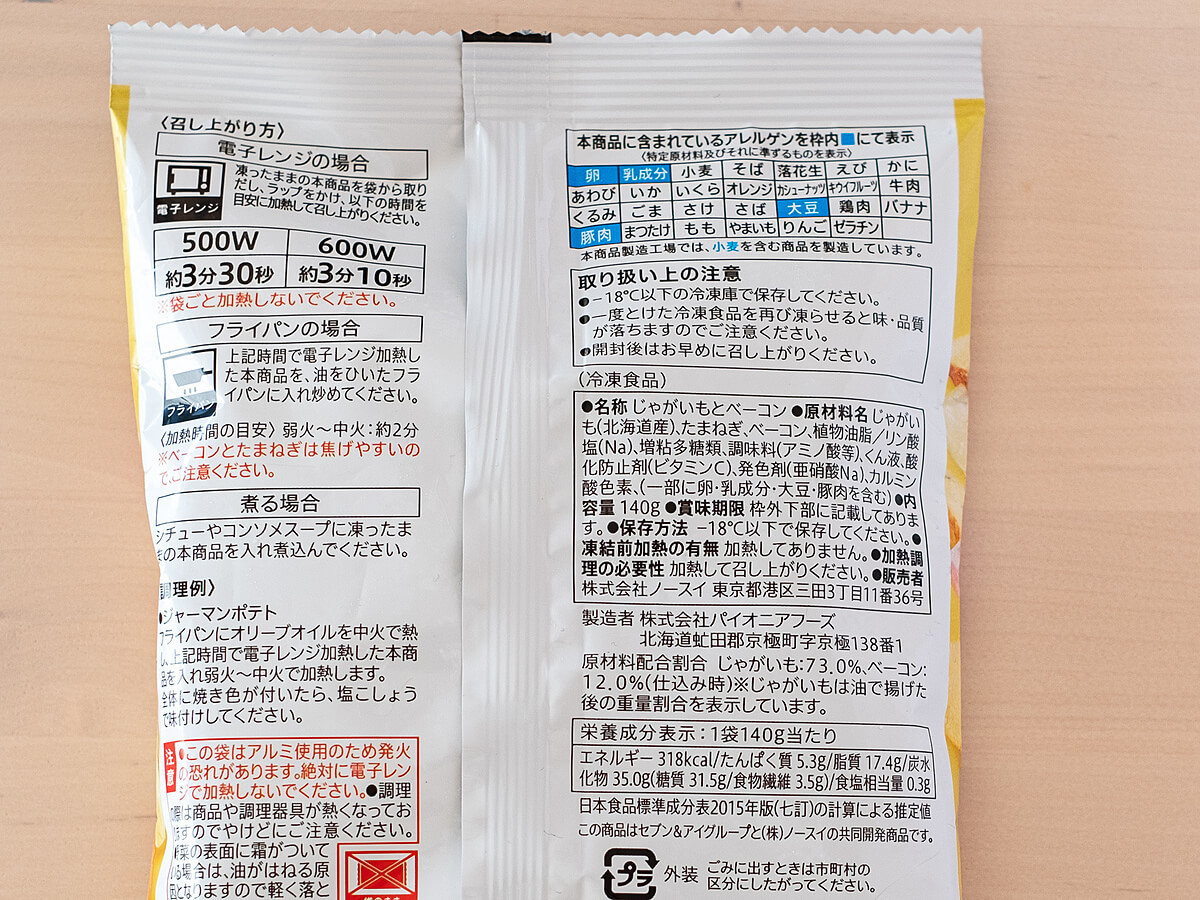 〈召し上がり方〉
電子レンジの場合
電子レンジ
凍ったままの本商品を袋から取り
だし、ラップをかけ、以下の時間を
目安に加熱して召し上がりください。
500W 600W
約3分30秒 約3分10秒
※袋ごと加熱しないでください。
フライパンの場合
フライパン
上記時間で電子レンジ加熱し
た本商品を、油をひいたフラ
イパンに入れ炒めてください。
〈加熱時間の目安〉 弱火〜中火：約2分
※ベーコンとたまねぎは焦げやすいの
で、ご注意ください。
煮る場合
シチューやコンソメスープに凍ったま
まの本商品を入れ煮込んでください。
理例〉
●ジャーマンポテト
フライパンにオリーブオイルを中火で熱
し、上記時間で電子レンジ加熱した本商
品を入れ弱火〜中火で加熱します。
全体に焼き色が付いたら、塩こしょう
で味付けしてください。
注意
●この袋はアルミ使用のため発火
の恐れがあります。絶対に電子レン
ジで加熱しないでください。●調理
際は商品や調理器具が熱くなってお
ますのでやけどにご注意ください。
菜の表面に霜がついて
いる場合は、油がはねる原
因となりますので軽く落と
本商品に含まれているアレルゲンを枠内■にて表示
〈特定原材料及びそれに準ずるものを表示〉
卵 乳成分 小麦 そば 落花生 えび かに
あわび いか いくら オレンジ カシューナッツ キウイフルーツ 牛肉
くるみ ごま さけ さば 大豆 鶏肉 バナナ
豚肉 まつたけ もも やまいも りんご ゼラチン
本商品製造工場では、小麦を含む商品を製造しています。
取り扱い上の注意
●−18℃以下の冷凍庫で保存してください。
●一度とけた冷凍食品を再び凍らせると味・品質
が落ちますのでご注意ください。
●開封後はお早めに召し上がりください。
（冷凍食品）
●名称 じゃがいもとベーコン ●原材料名 じゃがい
も(北海道産)、たまねぎ、ベーコン、植物油脂／リン酸
塩(Na)、増粘多糖類、調味料(アミノ酸等)、くん液、酸
化防止剤(ビタミンC)、発色剤(亜硝酸Na)、カルミン
酸色素、(一部に卵・乳成分・大豆・豚肉を含む) ●内
容量 140g ●賞味期限 枠外下部に記載してありま
す。●保存方法 −18℃以下で保存してください。●
凍結前加熱の有無 加熱してありません。●加熱調
理の必要性 加熱して召し上がりください。●販売者
株式会社ノースイ 東京都港区三田3丁目11番36号
製造者 株式会社パイオニアフーズ
北海道虻田郡京極町字京極138番1
原材料配合割合 じゃがいも：73.0%、ベーコン：
12.0%(仕込み時)※じゃがいもは油で揚げた
後の重量割合を表示しています。
栄養成分表示：1袋140g当たり
エネルギー 318kcal/たんぱく質 5.3g/脂質 17.4g/炭水
化物 35.0g(糖質 31.5g/食物繊維 3.5g)/食塩相当量 0.3g
日本食品標準成分表2015年版(七訂)の計算による推定値
この商品はセブン&アイグループと(株)ノースイの共同開発商品です。
プラ 外装 ごみに出すときは市町村の
区分にしたがってください。